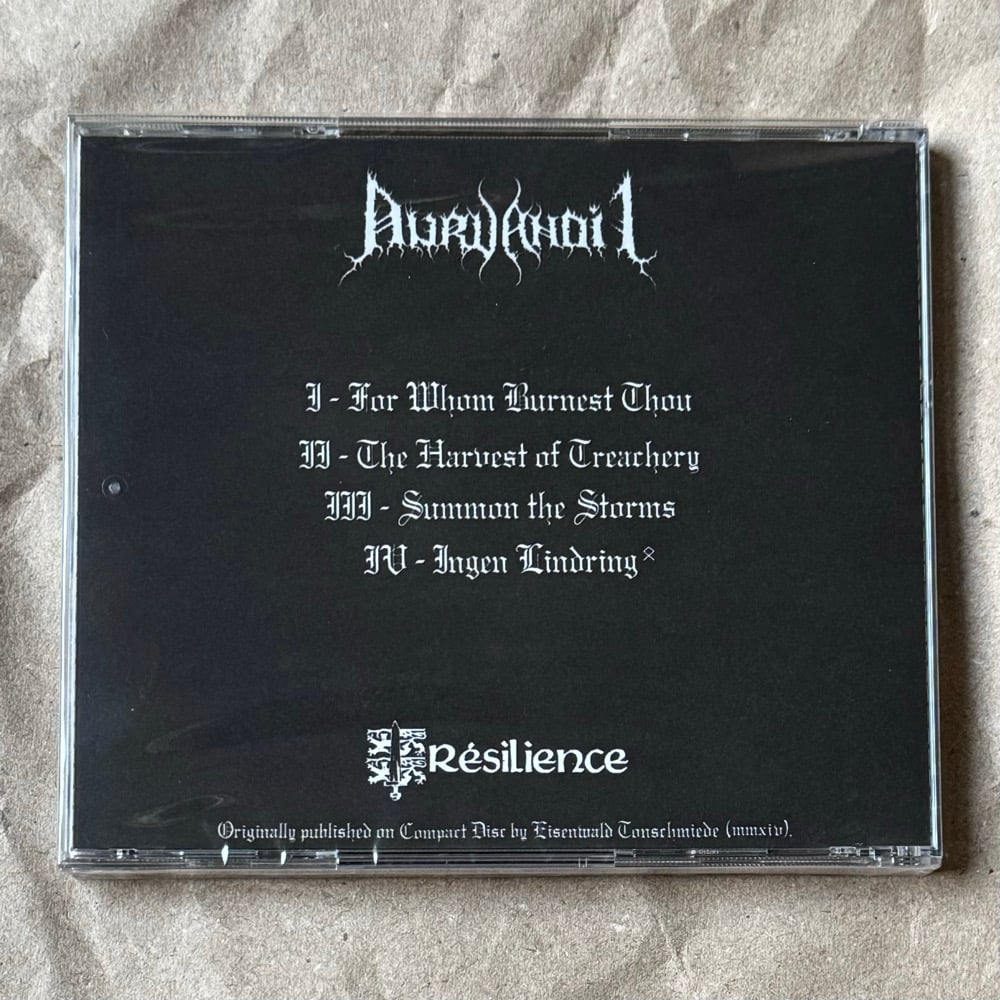 Aurvandil
I - For Whom Burnest Thou
II - The Harvest of Treachery
III - Summon the Storms
IV - Ingen Lindring ᛟ
Résilience
Originally published on Compact Disc by Eisenwald Tonschmiede (mmxiv).